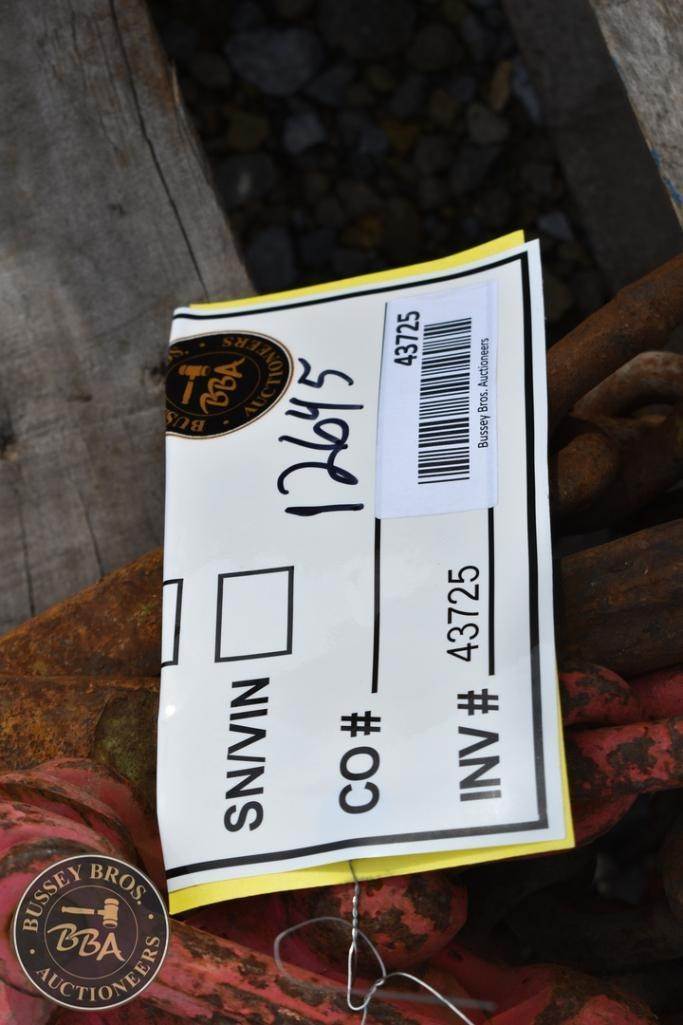 BUSSEY BROS.
BBA
AUCTIONEERS
12645
SN/VIN
CO #
INV # 43725
43725
Bussey Bros. Auctioneers
BUSSEY BROS.
BBA
AUCTIONEERS